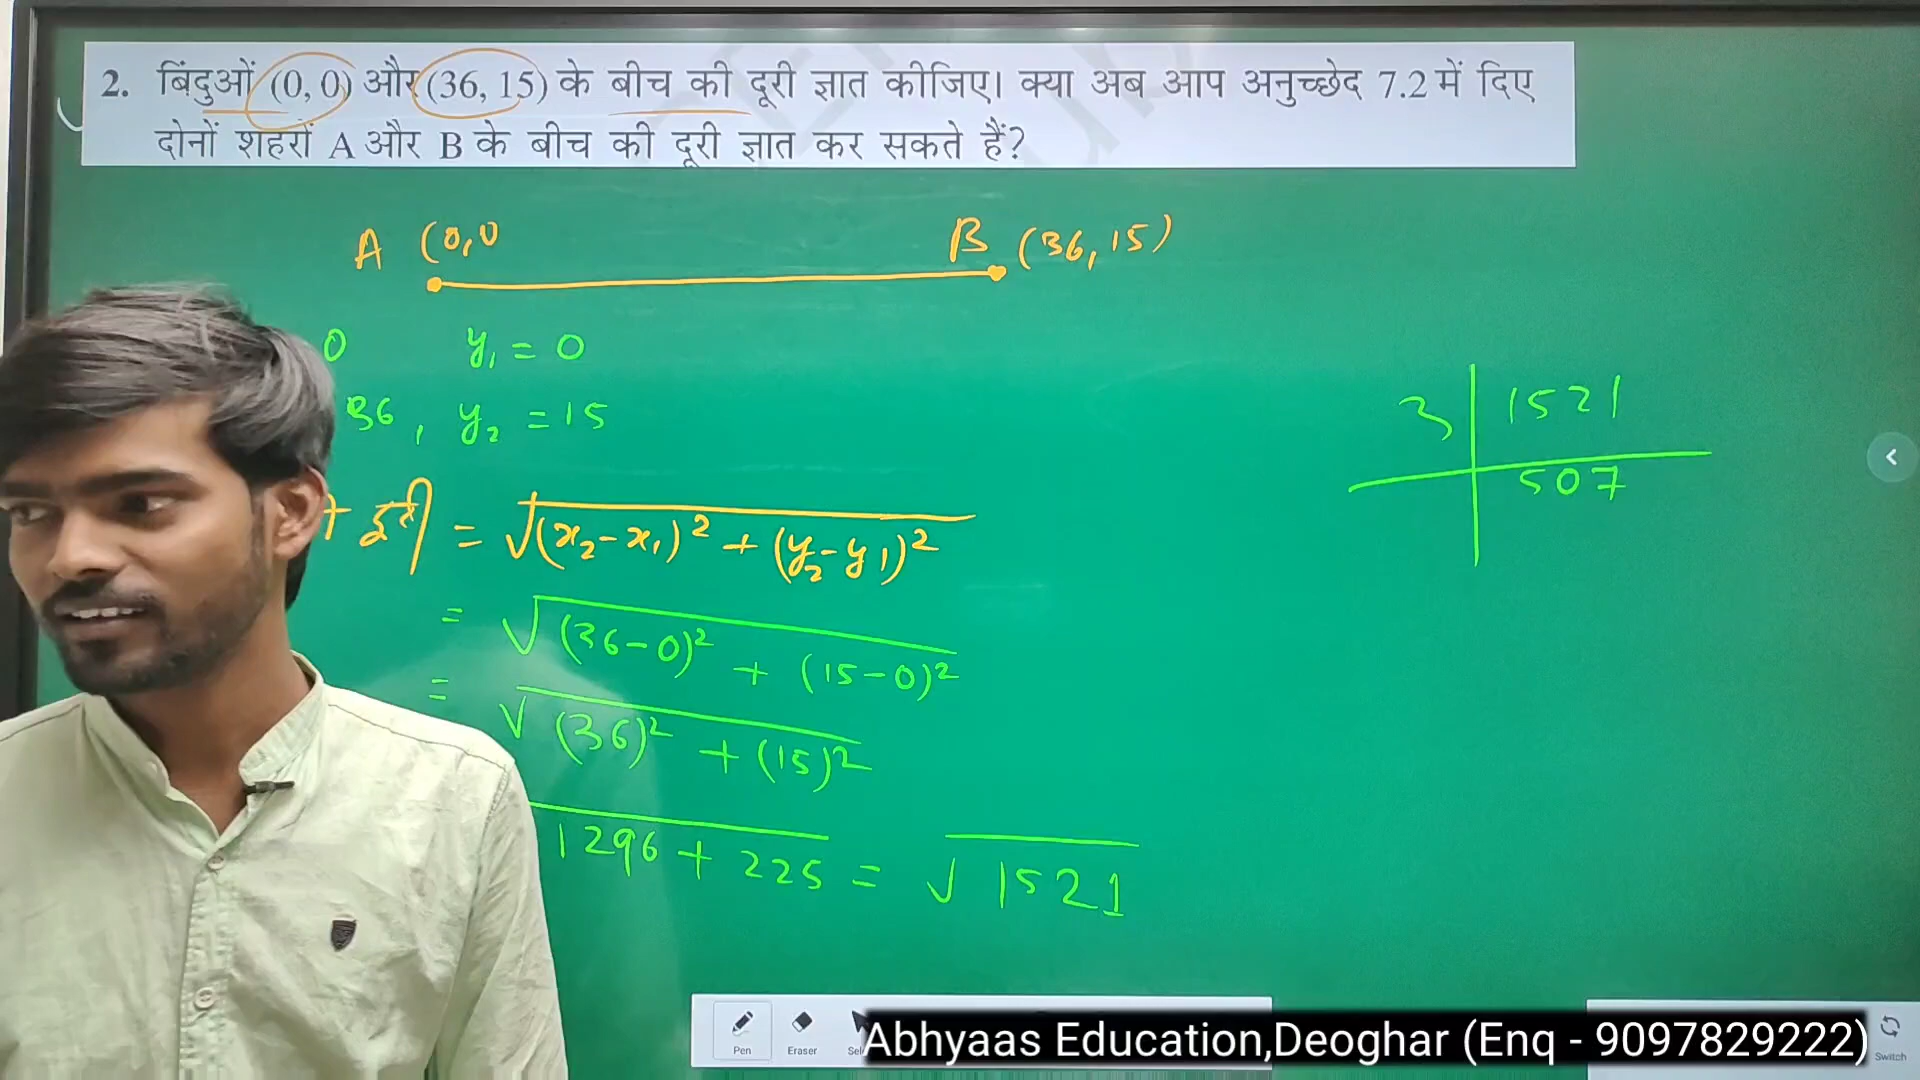 2. बिंदुओं (0, 0) और (36, 15) के बीच की दूरी ज्ञात कीजिए। क्या अब आप अनुच्छेद 7.2 में दिए
दोनों शहरों A और B के बीच की दूरी ज्ञात कर सकते हैं?
A (0,0
B (36, 15)
0 y₁ = 0
36, y₂ = 15
दूरी = √(x₂-x₁)² + (y₂-y₁)²
= √(36-0)² + (15-0)²
= √(36)² + (15)²
1296 + 225 = √1521
3 | 1521
507
Pen
Eraser
Abhyaas Education,Deoghar (Enq - 9097829222)
Switch